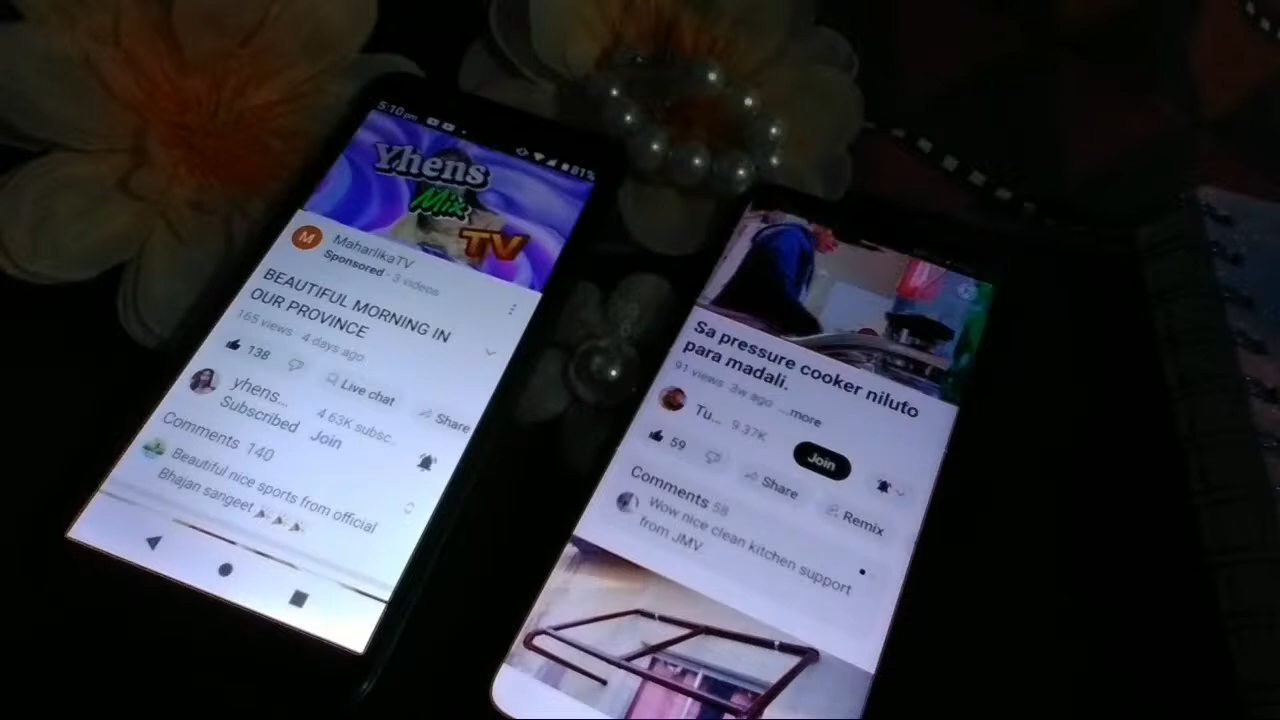 5:10 pm
81%
Yhens
Mix
TV
M
MaharlikaTV
Sponsored · 3 videos
BEAUTIFUL MORNING IN
OUR PROVINCE
165 views 4 days ago
138
Live chat
Share
yhens...
4.63K subsc..
Subscribed
Join
Comments 140
Beautiful nice sports from official
Bhajan sangeet 🎉🎉🎉
Sa pressure cooker niluto
para madali.
91 views 3w ago ...more
Tu... 9.37K
Join
59
Share
Remix
Comments 58
Wow nice clean kitchen support
from JMV